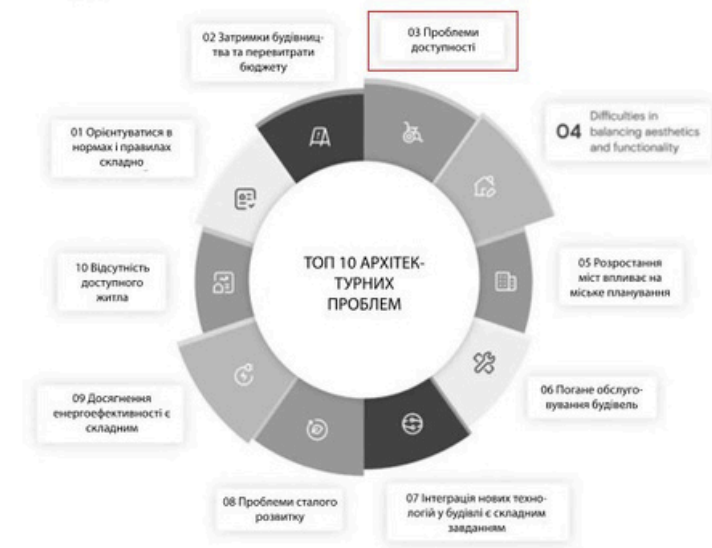 02 Затримки будівниц-
тва та перевитрати
бюджету
03 Проблеми
доступності
04 Difficulties in
balancing aesthetics
and functionality
01 Орієнтуватися в
нормах і правилах
складно
ТОП 10 АРХІТЕК-
ТУРНИХ
ПРОБЛЕМ
10 Відсутність
доступного
житла
05 Розростання
міст впливає на
міське планування
09 Досягнення
енергоефективності є
складним
06 Погане обслуго-
вування будівель
08 Проблеми сталого
розвитку
07 Інтеграція нових техно-
логій у будівлі є складним
завданням